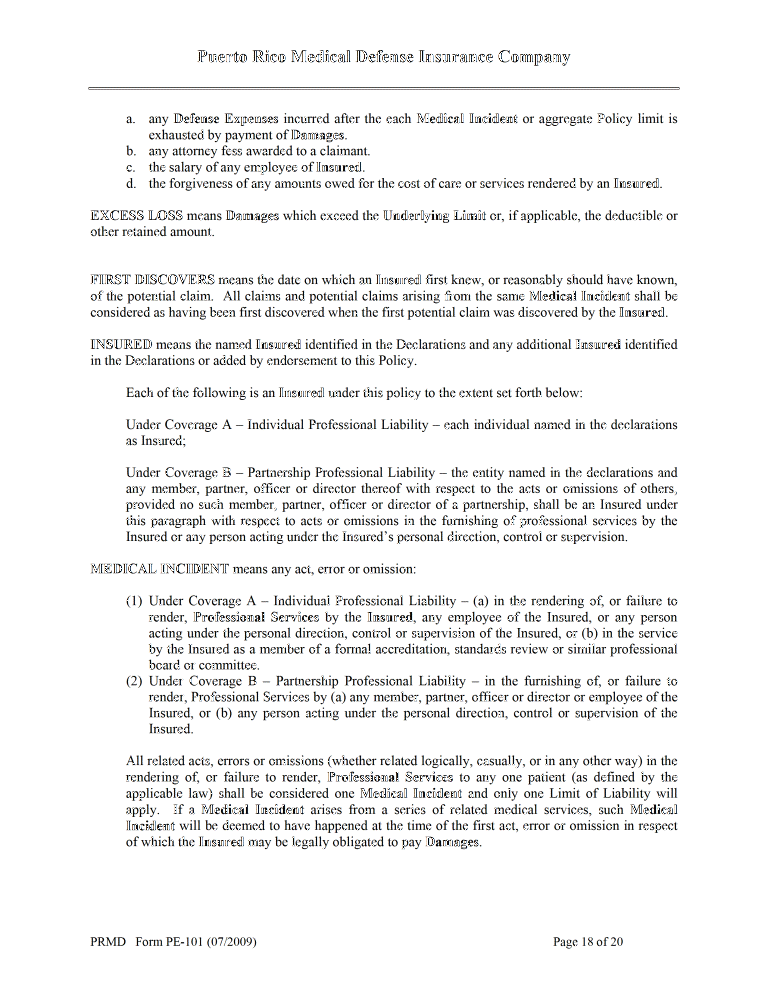 Puerto Rico Medical Defense Insurance Company
a. any Defense Expenses incurred after the each Medical Incident or aggregate Policy limit is
exhausted by payment of Damages.
b. any attorney fess awarded to a claimant.
c. the salary of any employee of Insured.
d. the forgiveness of any amounts owed for the cost of care or services rendered by an Insured.
EXCESS LOSS means Damages which exceed the Underlying Limit or, if applicable, the deductible or
other retained amount.
FIRST DISCOVERS means the date on which an Insured first knew, or reasonably should have known,
of the potential claim. All claims and potential claims arising from the same Medical Incident shall be
considered as having been first discovered when the first potential claim was discovered by the Insured.
INSURED means the named Insured identified in the Declarations and any additional Insured identified
in the Declarations or added by endorsement to this Policy.
Each of the following is an Insured under this policy to the extent set forth below:
Under Coverage A – Individual Professional Liability – each individual named in the declarations
as Insured;
Under Coverage B – Partnership Professional Liability – the entity named in the declarations and
any member, partner, officer or director thereof with respect to the acts or omissions of others,
provided no such member, partner, officer or director of a partnership, shall be an Insured under
this paragraph with respect to acts or omissions in the furnishing of professional services by the
Insured or any person acting under the Insured's personal direction, control or supervision.
MEDICAL INCIDENT means any act, error or omission:
(1) Under Coverage A – Individual Professional Liability – (a) in the rendering of, or failure to
render, Professional Services by the Insured, any employee of the Insured, or any person
acting under the personal direction, control or supervision of the Insured, or (b) in the service
by the Insured as a member of a formal accreditation, standards review or similar professional
board or committee.
(2) Under Coverage B – Partnership Professional Liability – in the furnishing of, or failure to
render, Professional Services by (a) any member, partner, officer or director or employee of the
Insured, or (b) any person acting under the personal direction, control or supervision of the
Insured.
All related acts, errors or omissions (whether related logically, casually, or in any other way) in the
rendering of, or failure to render, Professional Services to any one patient (as defined by the
applicable law) shall be considered one Medical Incident and only one Limit of Liability will
apply. If a Medical Incident arises from a series of related medical services, such Medical
Incident will be deemed to have happened at the time of the first act, error or omission in respect
of which the Insured may be legally obligated to pay Damages.
PRMD Form PE-101 (07/2009)
Page 18 of 20